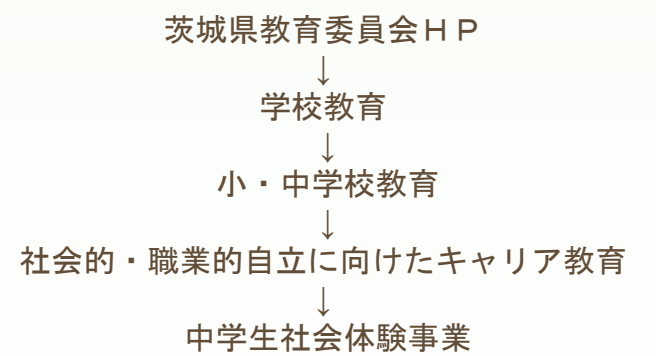 茨城県教育委員会ＨＰ
↓
学校教育
↓
小・中学校教育
↓
社会的・職業的自立に向けたキャリア教育
↓
中学生社会体験事業